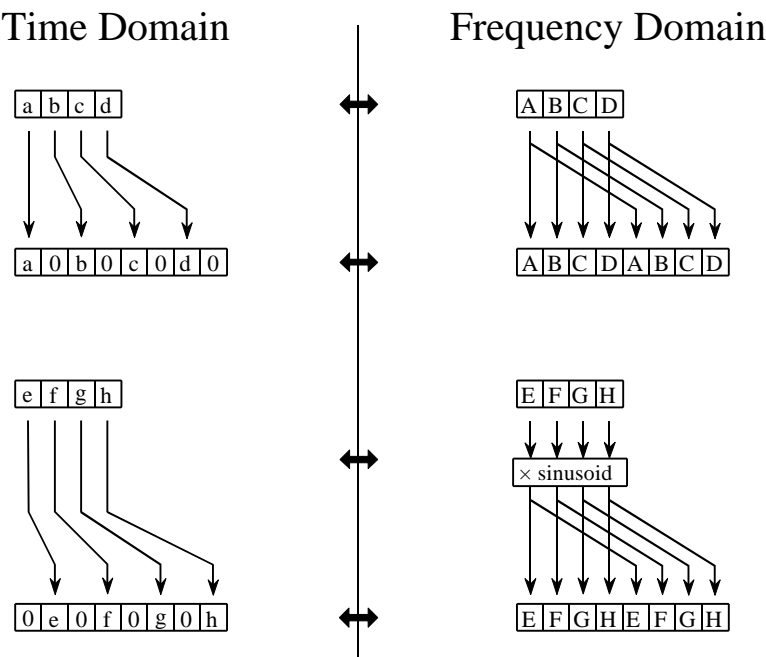 Time Domain
Frequency Domain
a b c d
A B C D
a 0 b 0 c 0 d 0
A B C D A B C D
e f g h
E F G H
× sinusoid
0 e 0 f 0 g 0 h
E F G H E F G H